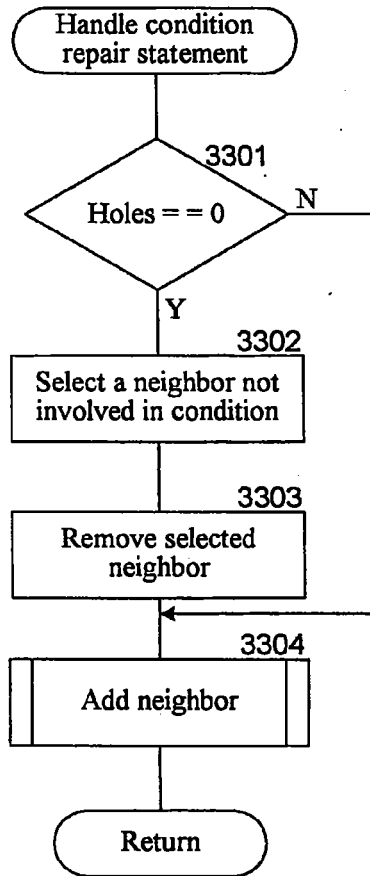 Handle condition
repair statement
3301
Holes = = 0
N
Y
3302
Select a neighbor not
involved in condition
3303
Remove selected
neighbor
3304
Add neighbor
Return